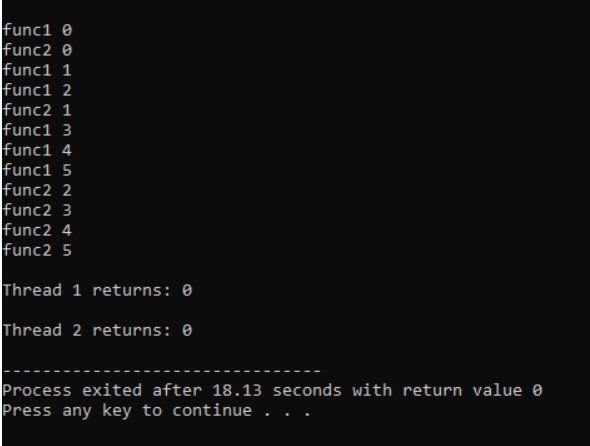 func1 0
func2 0
func1 1
func1 2
func2 1
func1 3
func1 4
func1 5
func2 2
func2 3
func2 4
func2 5
Thread 1 returns: 0
Thread 2 returns: 0
--------------------------------
Process exited after 18.13 seconds with return value 0
Press any key to continue . . .